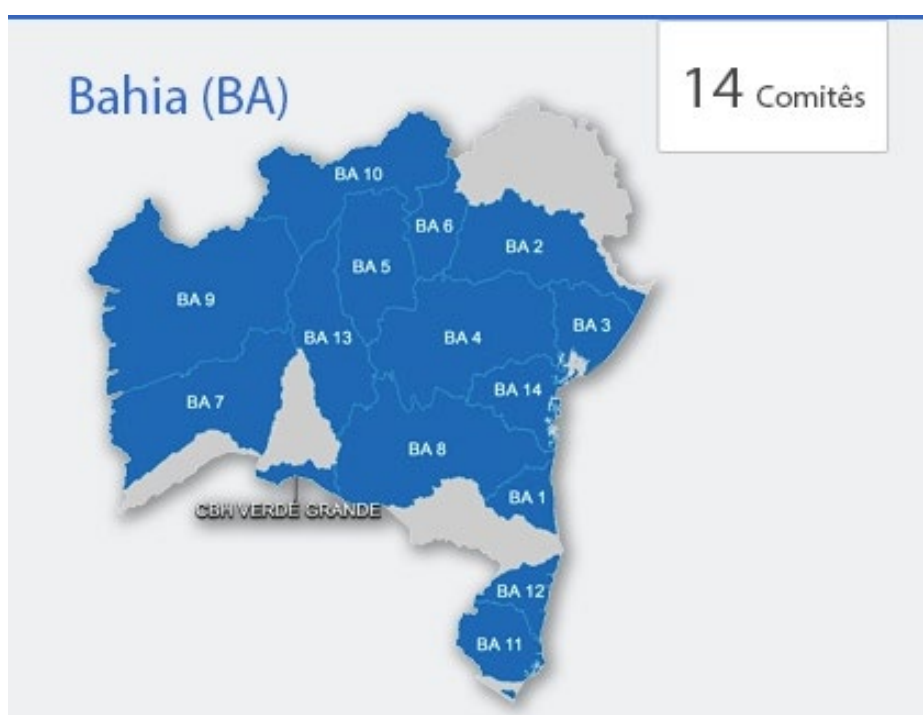 Bahia (BA)
14 Comitês
BA 10
BA 6
BA 2
BA 5
BA 9
BA 3
BA 13
BA 4
BA 14
BA 7
BA 8
BA 1
CBH VERDE GRANDE
BA 12
BA 11